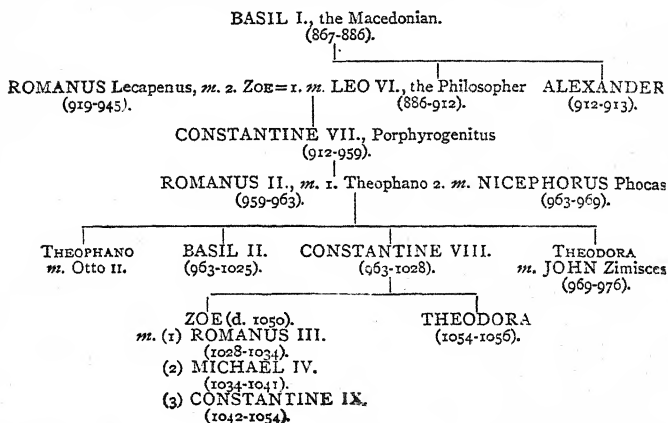 BASIL I., the Macedonian.
(867-886).
ROMANUS Lecapenus, m. 2. ZOE=1. m. LEO VI., the Philosopher ALEXANDER
(919-945). (886-912). (912-913).
CONSTANTINE VII., Porphyrogenitus
(912-959).
ROMANUS II., m. 1. Theophano 2. m. NICEPHORUS Phocas
(959-963). (963-969).
THEOPHANO BASIL II. CONSTANTINE VIII. THEODORA
m. Otto II. (963-1025). (963-1028). m. JOHN Zimisces
(969-976).
ZOE (d. 1050). THEODORA
m. (1) ROMANUS III. (1054-1056).
(1028-1034).
(2) MICHAEL IV.
(1034-1041).
(3) CONSTANTINE IX.
(1042-1054).